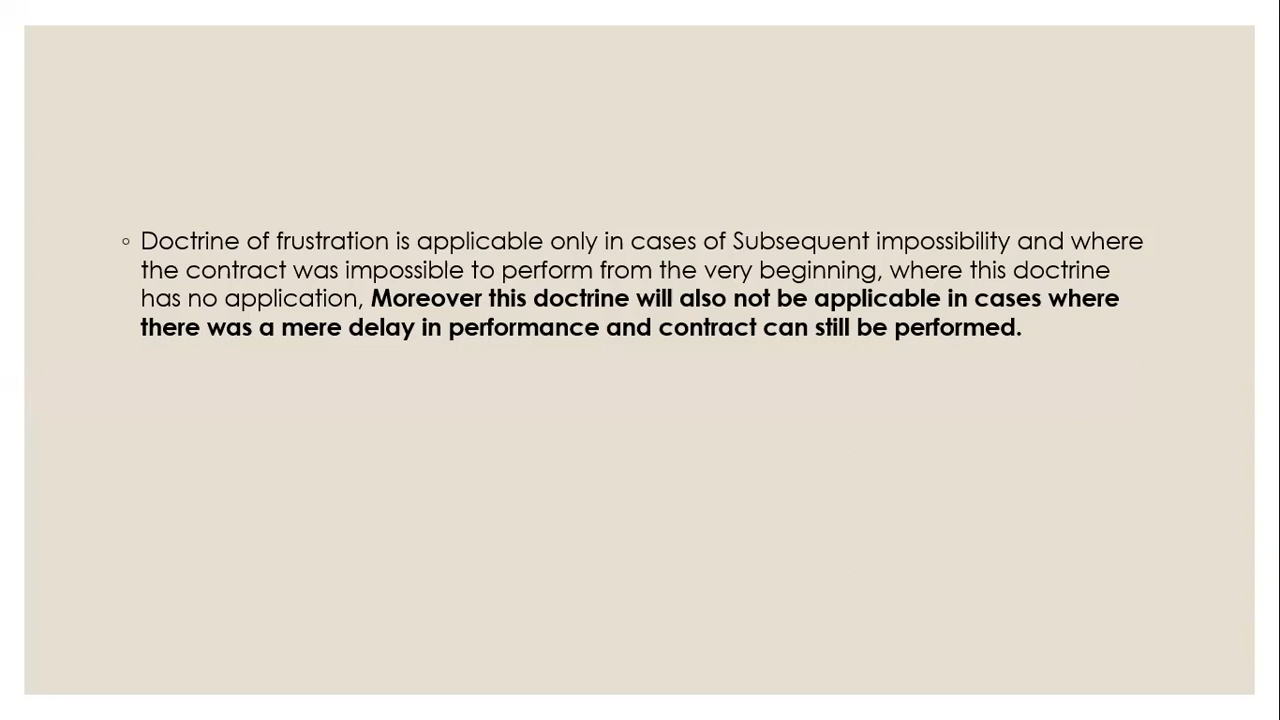 ◦ Doctrine of frustration is applicable only in cases of Subsequent impossibility and where
the contract was impossible to perform from the very beginning, where this doctrine
has no application, Moreover this doctrine will also not be applicable in cases where
there was a mere delay in performance and contract can still be performed.